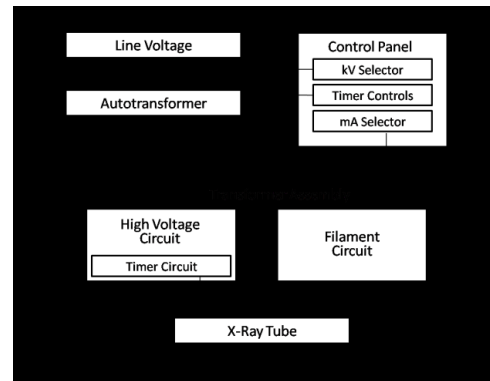 Line Voltage
Control Panel
kV Selector
Autotransformer
Timer Controls
mA Selector
High Voltage
Circuit
Timer Circuit
Filament
Circuit
X-Ray Tube